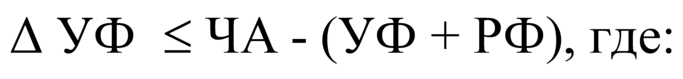 Δ УФ ≤ ЧА - (УФ + РФ), где: